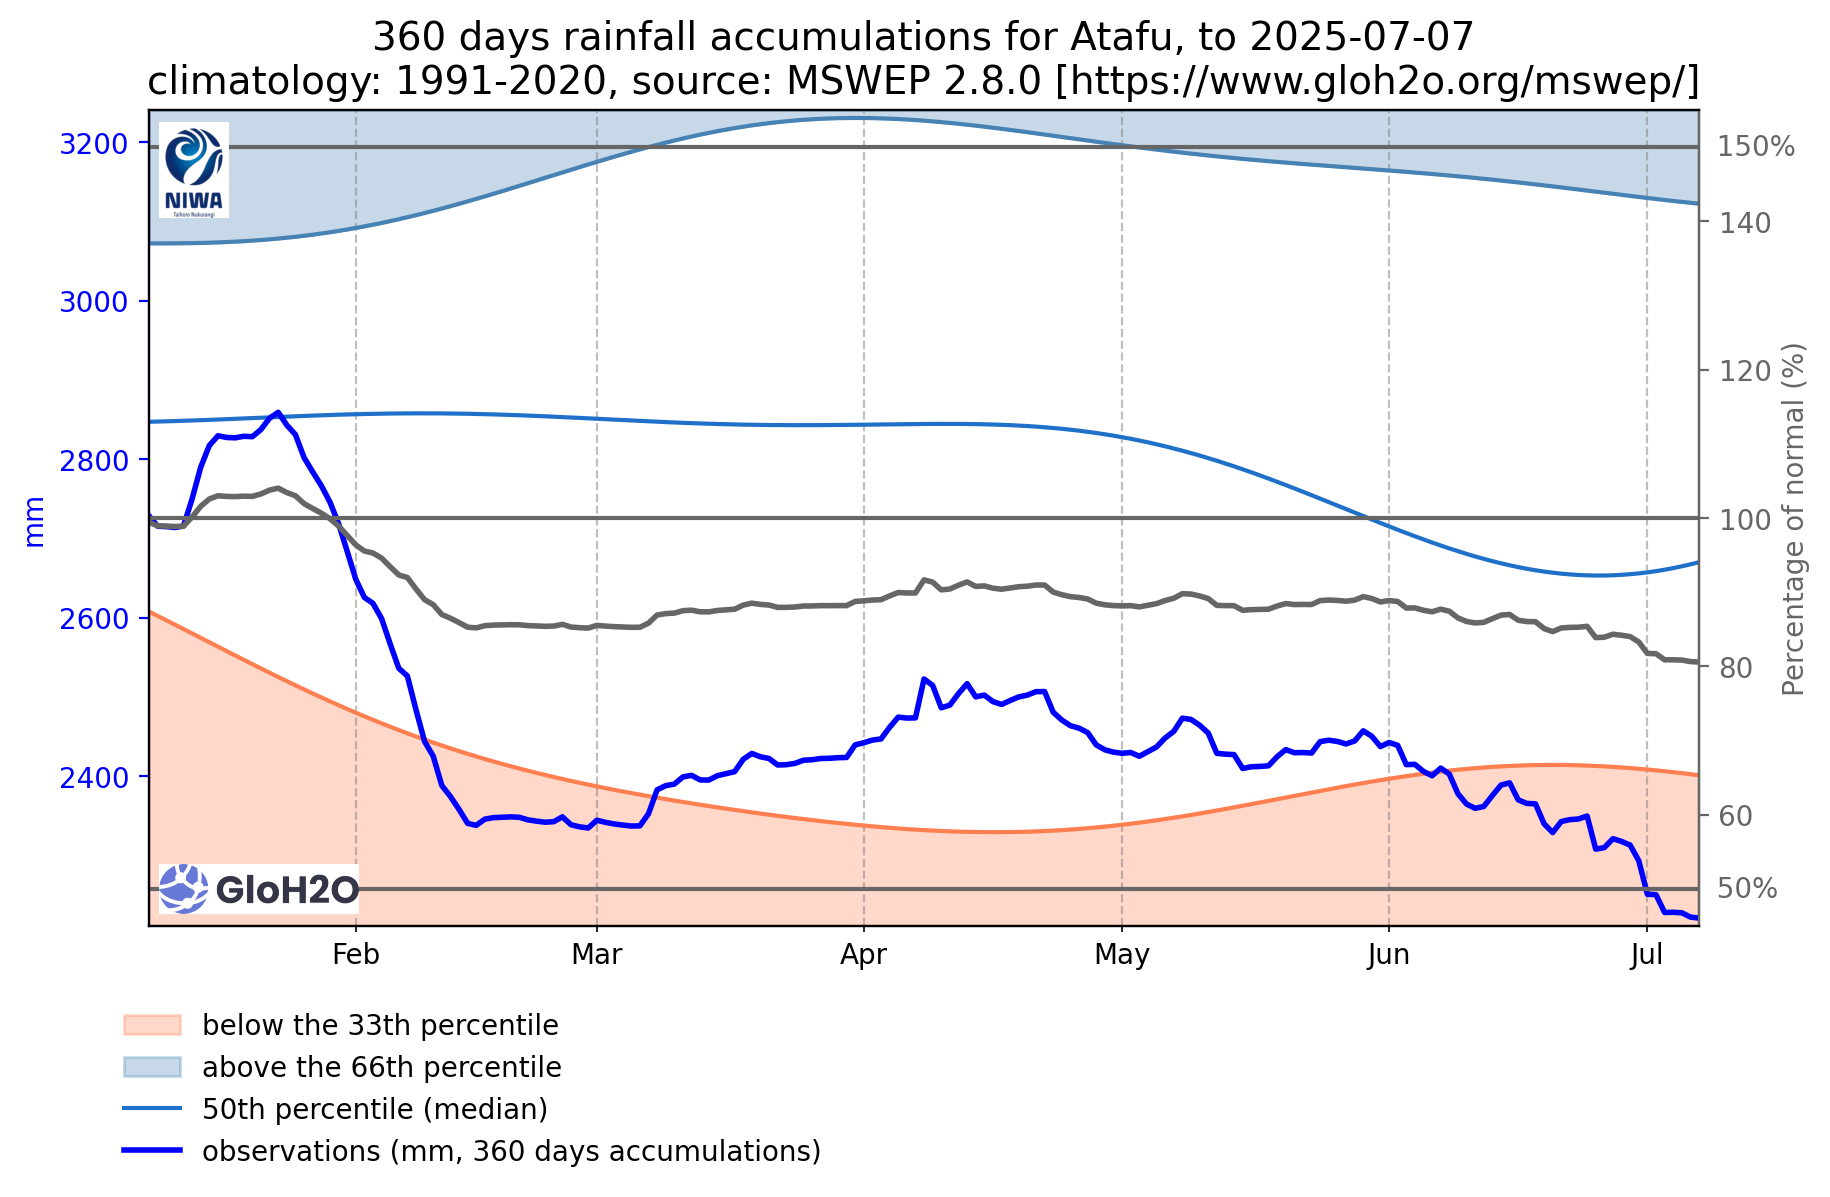 360 days rainfall accumulations for Atafu, to 2025-07-07
climatology: 1991-2020, source: MSWEP 2.8.0 [https://www.gloh2o.org/mswep/]
3200
3000
2800
2600
2400
mm
150%
140
120
100
80
60
50%
Percentage of normal (%)
NIWA
Taihoro Nukurangi
GloH2O
Feb
Mar
Apr
May
Jun
Jul
below the 33th percentile
above the 66th percentile
50th percentile (median)
observations (mm, 360 days accumulations)